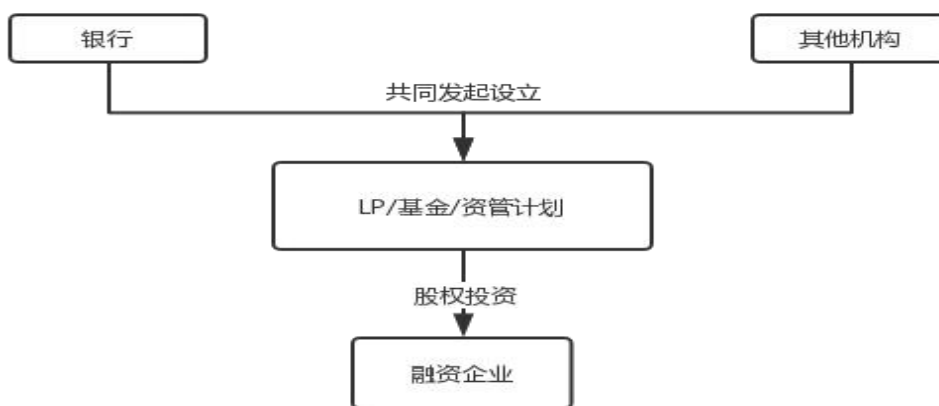 银行
其他机构
共同发起设立
LP/基金/资管计划
股权投资
融资企业